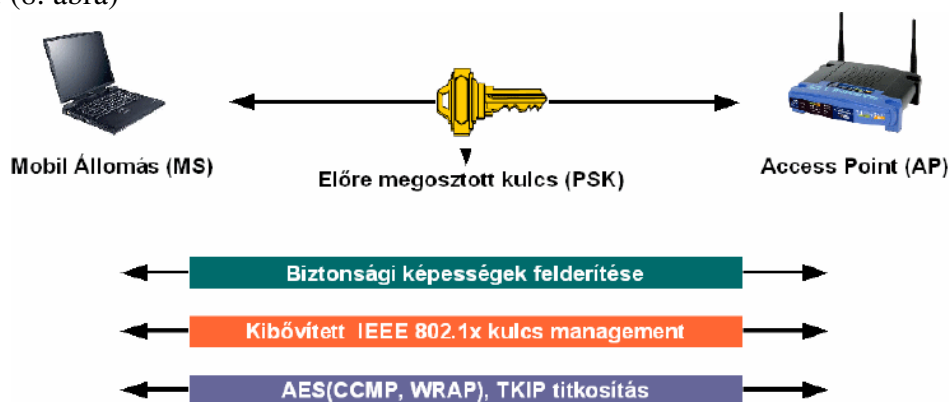 (8. ábra)
Mobil Állomás (MS)
Előre megosztott kulcs (PSK)
Access Point (AP)
Biztonsági képességek felderítése
Kibővített IEEE 802.1x kulcs management
AES(CCMP, WRAP), TKIP titkosítás